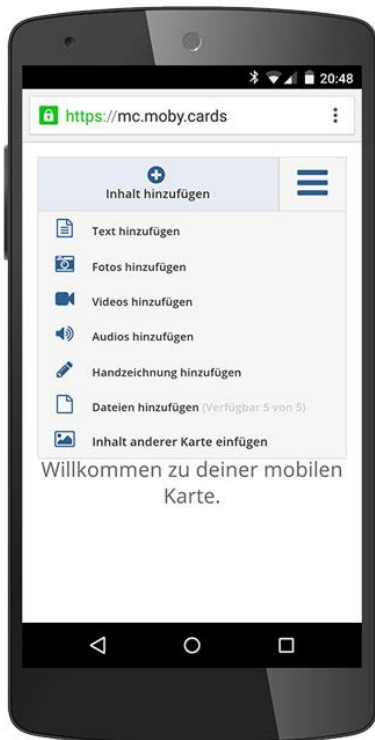 20:48
https://mc.moby.cards
Inhalt hinzufügen
Text hinzufügen
Fotos hinzufügen
Videos hinzufügen
Audios hinzufügen
Handzeichnung hinzufügen
Dateien hinzufügen (Verfügbar 5 von 5)
Inhalt anderer Karte einfügen
Willkommen zu deiner mobilen
Karte.